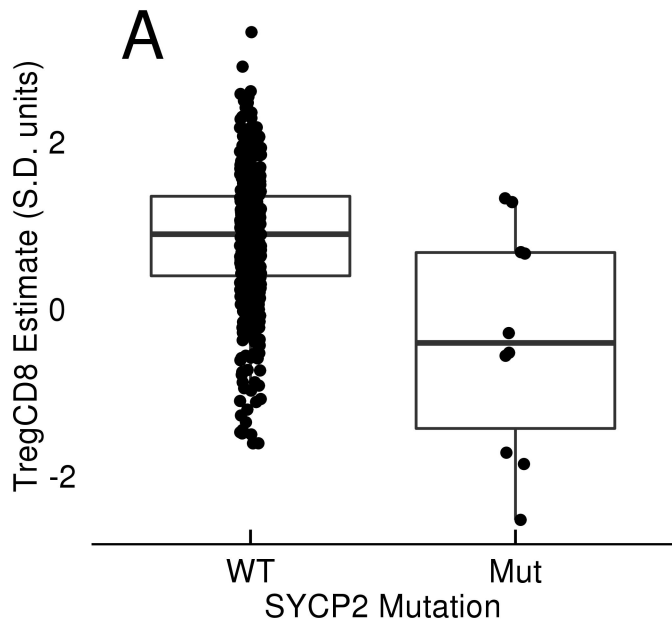 A
TregCD8 Estimate (S.D. units)
2
0
-2
WT Mut
SYCP2 Mutation